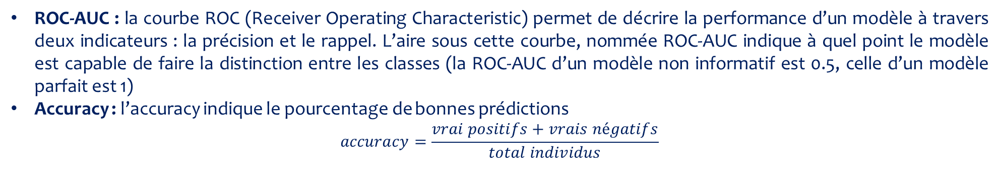 • ROC-AUC : la courbe ROC (Receiver Operating Characteristic) permet de décrire la performance d’un modèle à travers
deux indicateurs : la précision et le rappel. L’aire sous cette courbe, nommée ROC-AUC indique à quel point le modèle
est capable de faire la distinction entre les classes (la ROC-AUC d’un modèle non informatif est 0.5, celle d’un modèle
parfait est 1)
• Accuracy : l’accuracy indique le pourcentage de bonnes prédictions
accuracy = (vrai positifs + vrais négatifs) / (total individus)